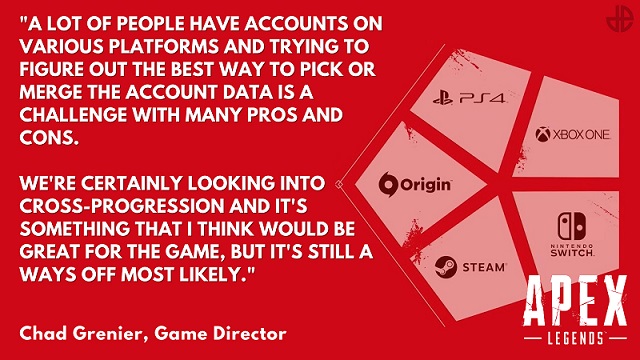 "A LOT OF PEOPLE HAVE ACCOUNTS ON
VARIOUS PLATFORMS AND TRYING TO
FIGURE OUT THE BEST WAY TO PICK OR
MERGE THE ACCOUNT DATA IS A
CHALLENGE WITH MANY PROS AND
CONS.
WE'RE CERTAINLY LOOKING INTO
CROSS-PROGRESSION AND IT'S
SOMETHING THAT I THINK WOULD BE
GREAT FOR THE GAME, BUT IT'S STILL A
WAYS OFF MOST LIKELY."
Chad Grenier, Game Director
PS4
XBOX ONE
Origin
STEAM
NINTENDO
SWITCH
APEX
LEGENDS